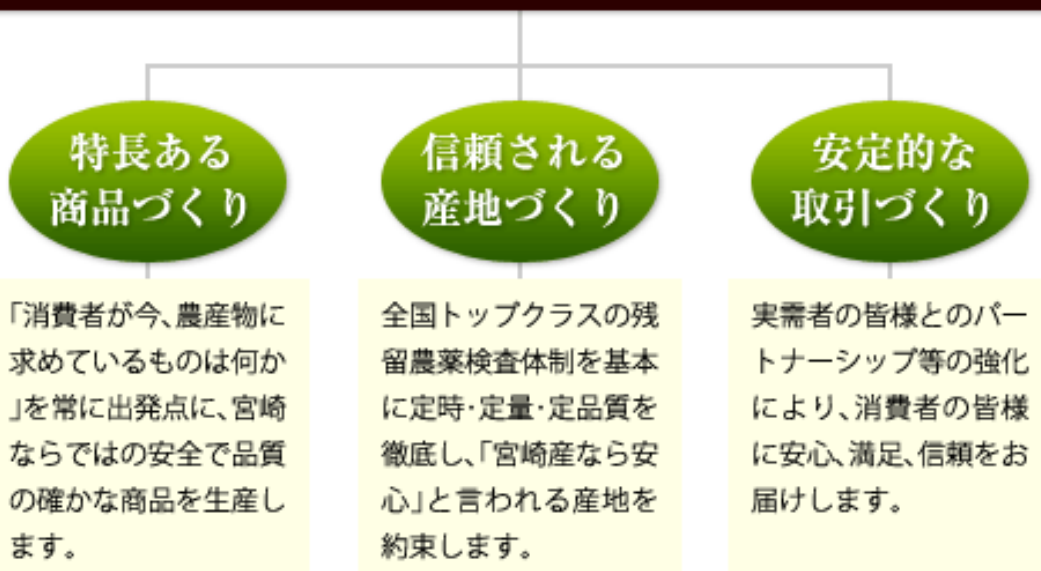 特長ある
商品づくり
「消費者が今、農産物に
求めているものは何か
」を常に出発点に、宮崎
ならではの安全で品質
の確かな商品を生産し
ます。
信頼される
産地づくり
全国トップクラスの残
留農薬検査体制を基本
に定時・定量・定品質を
徹底し、「宮崎産なら安
心」と言われる産地を
約束します。
安定的な
取引づくり
実需者の皆様とのパー
トナーシップ等の強化
により、消費者の皆様
に安心、満足、信頼をお
届けします。